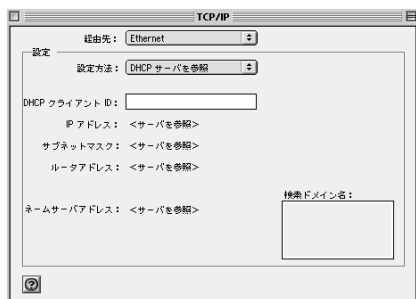 TCP/IP
経由先： Ethernet
設定
設定方法： DHCP サーバを参照
DHCP クライアント ID：
IP アドレス： <サーバを参照>
サブネットマスク： <サーバを参照>
ルータアドレス： <サーバを参照>
検索ドメイン名：
ネームサーバアドレス： <サーバを参照>
?